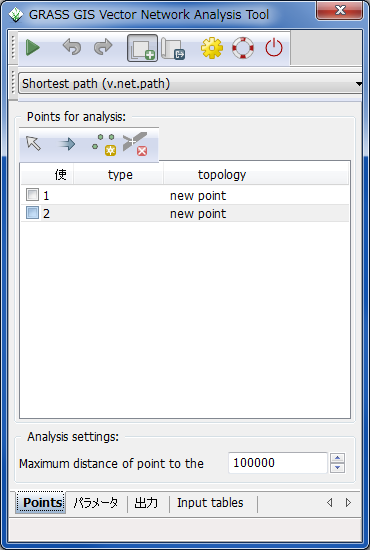 GRASS GIS Vector Network Analysis Tool
Shortest path (v.net.path)
Points for analysis:
使 type topology
1 new point
2 new point
Analysis settings:
Maximum distance of point to the 100000
Points パラメータ 出力 Input tables